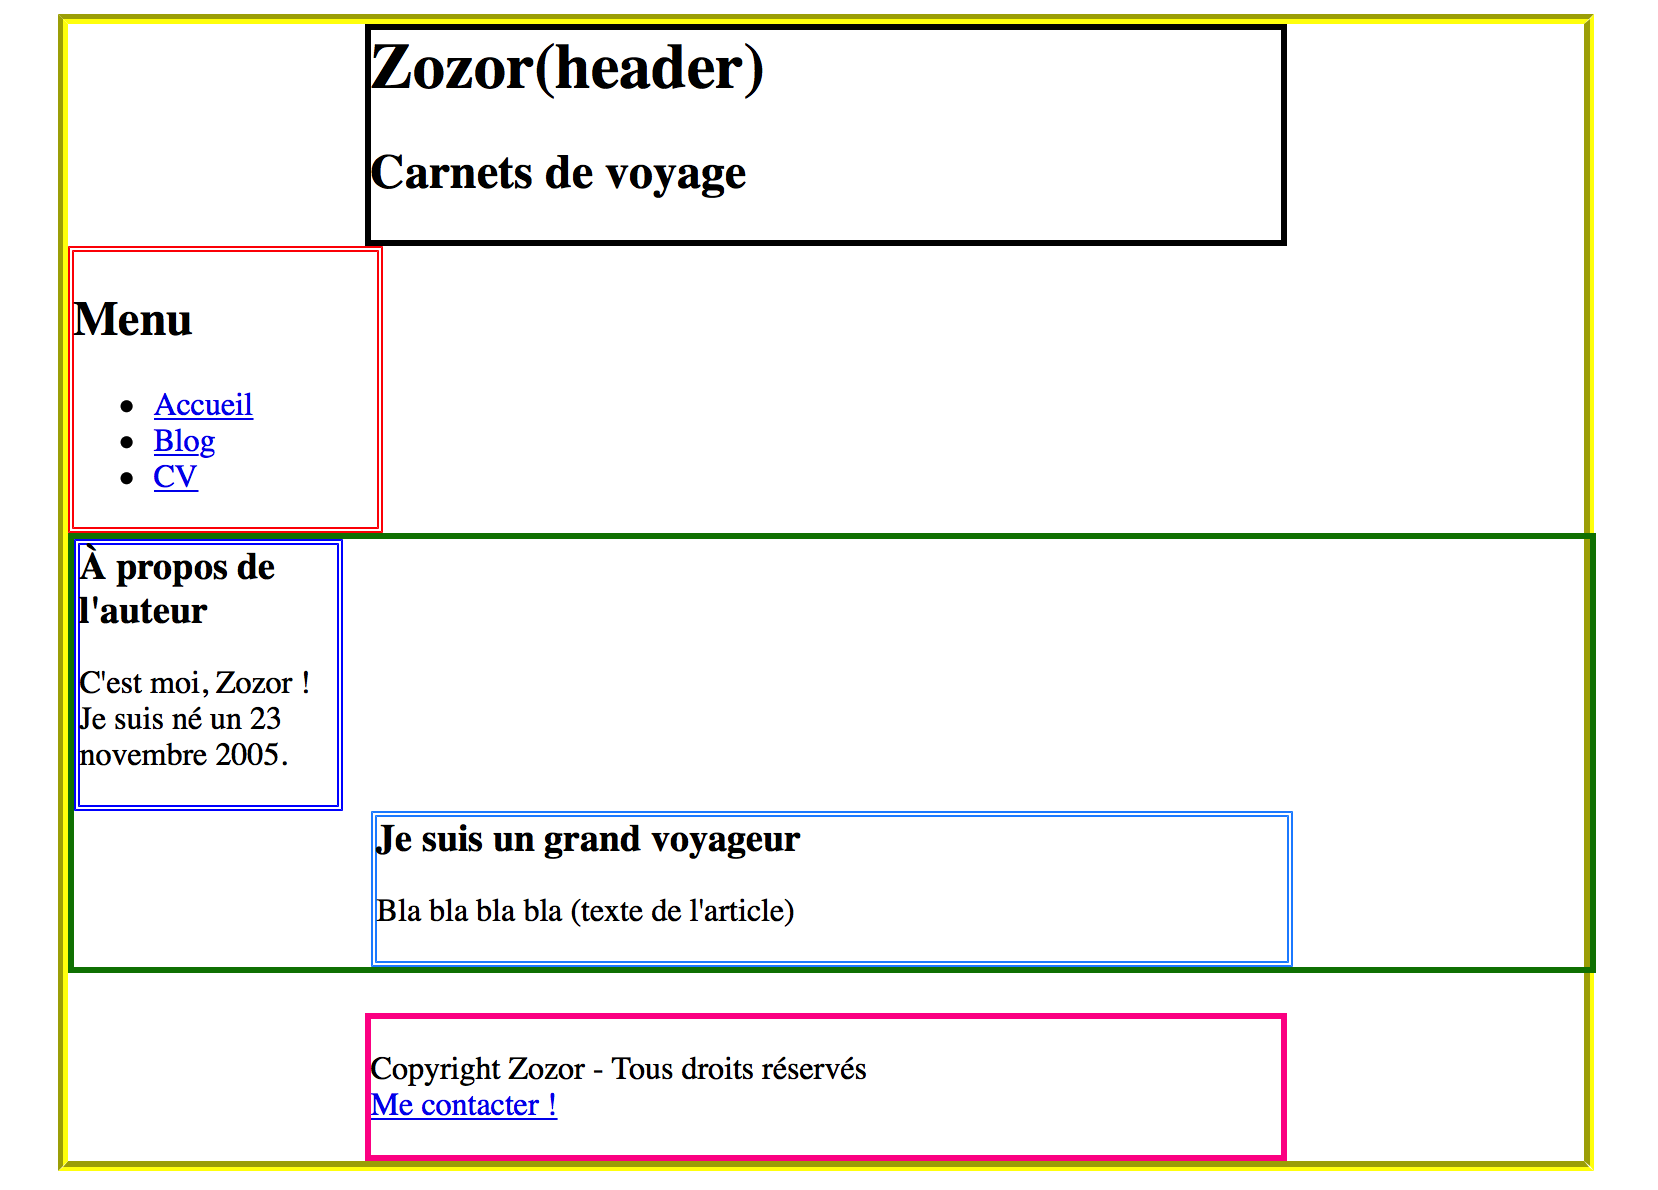 Zozor(header)
Carnets de voyage
Menu
Accueil
Blog
CV
À propos de
l'auteur
C'est moi, Zozor !
Je suis né un 23
novembre 2005.
Je suis un grand voyageur
Bla bla bla bla (texte de l'article)
Copyright Zozor - Tous droits réservés
Me contacter !